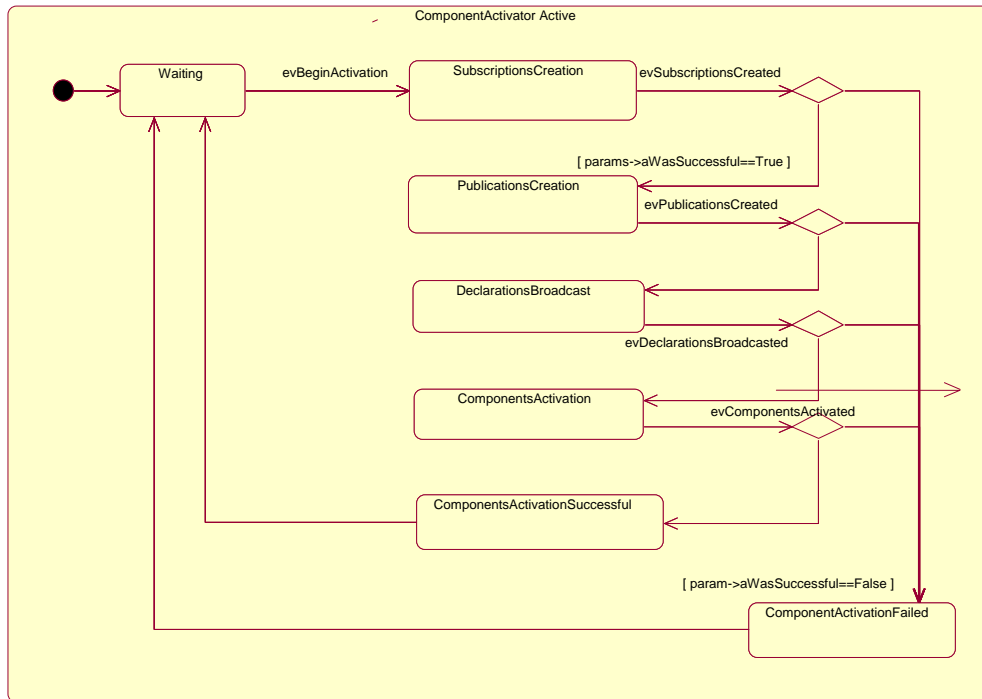 ComponentActivator Active
Waiting
evBeginActivation
SubscriptionsCreation
evSubscriptionsCreated
[ params->aWasSuccessful==True ]
PublicationsCreation
evPublicationsCreated
DeclarationsBroadcast
evDeclarationsBroadcasted
ComponentsActivation
evComponentsActivated
ComponentsActivationSuccessful
[ param->aWasSuccessful==False ]
ComponentActivationFailed